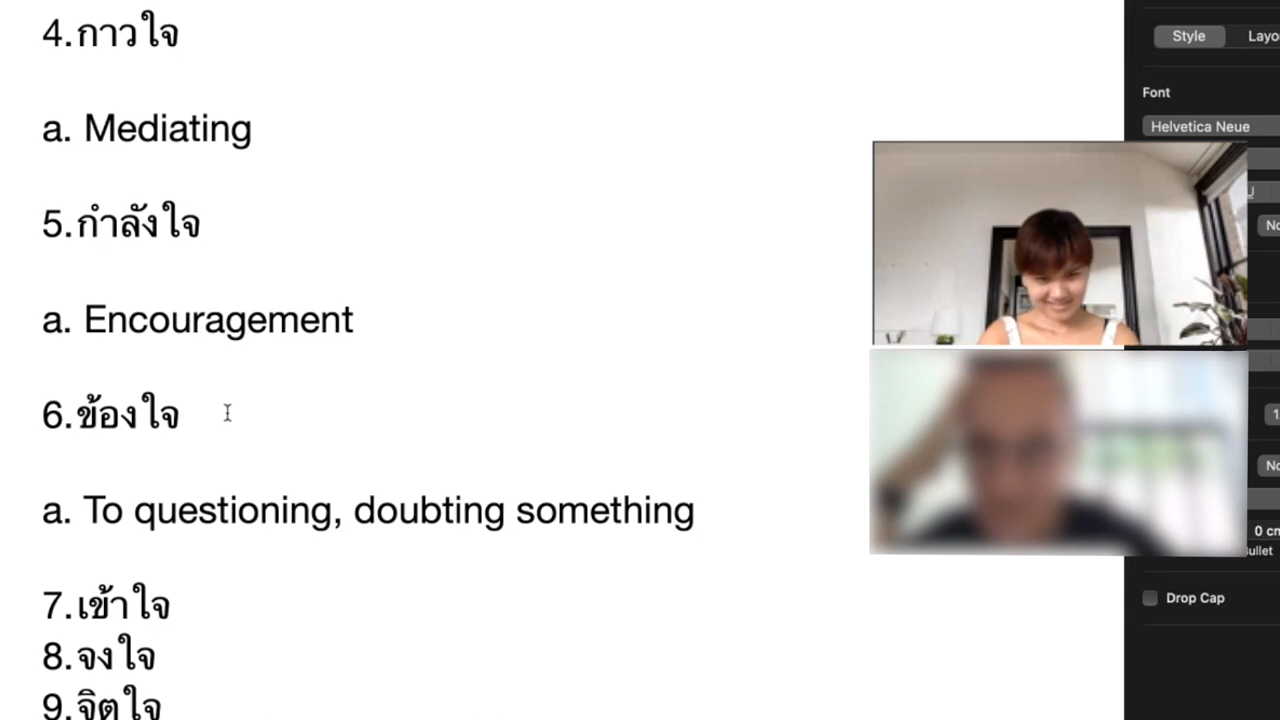 4.กาวใจ
a. Mediating
5.กำลังใจ
a. Encouragement
6.ข้องใจ
a. To questioning, doubting something
7.เข้าใจ
8.จงใจ
9.จิตใจ
Style
Font
Helvetica Neue
U
0 cm
Drop Cap